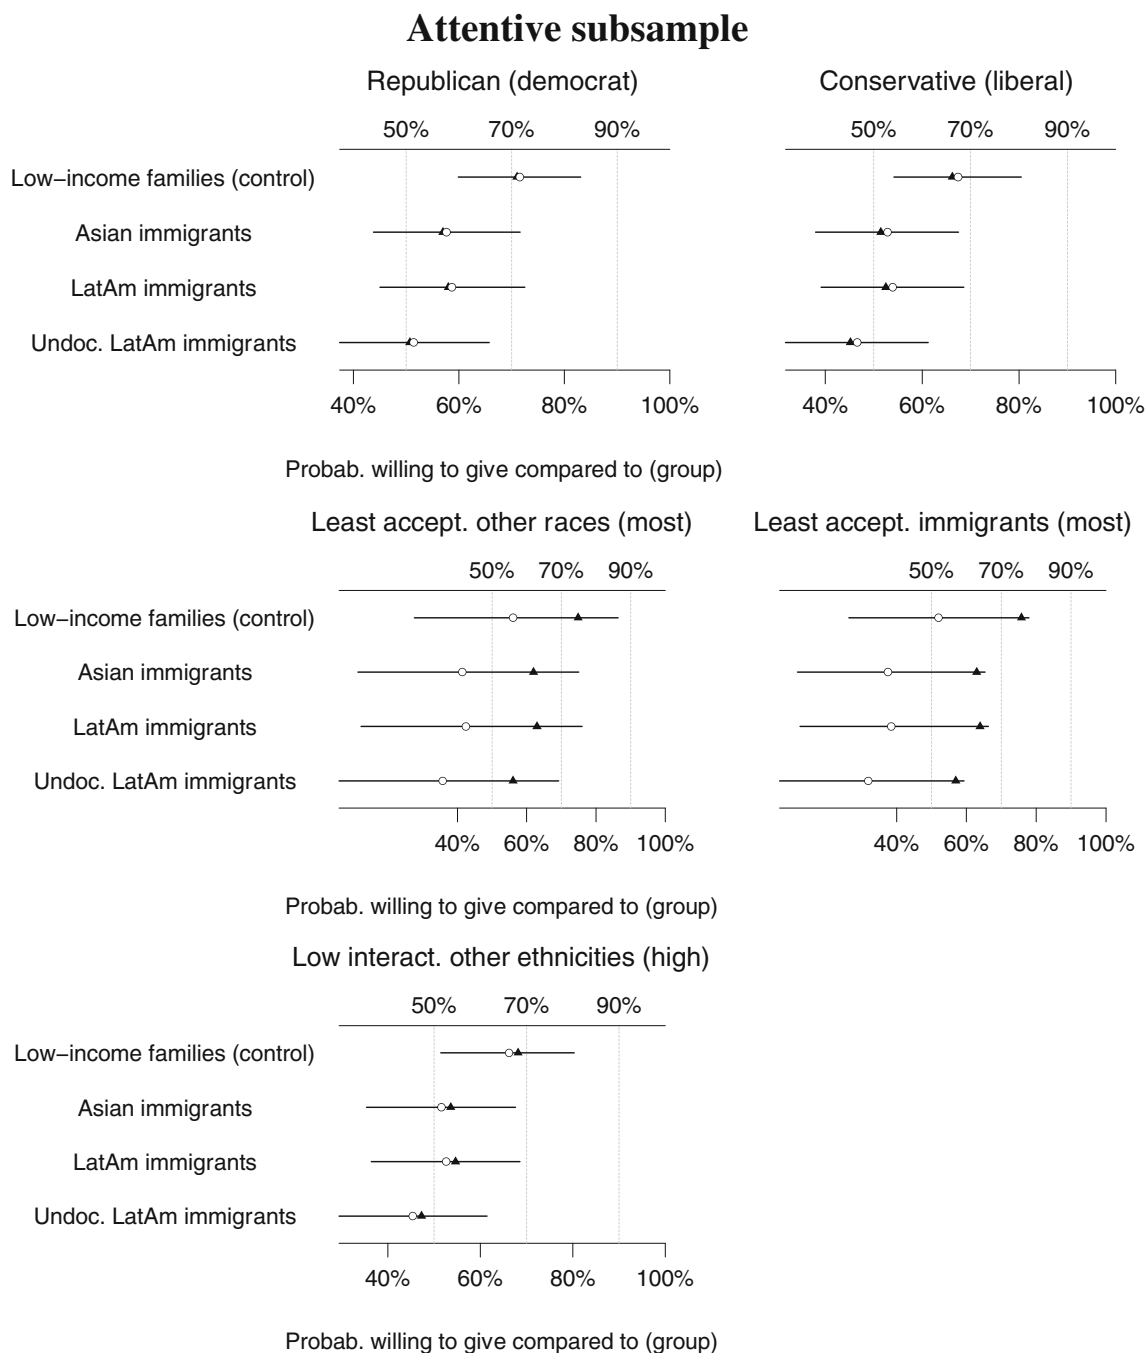 Attentive subsample
Republican (democrat)
Conservative (liberal)
50% 70% 90%
50% 70% 90%
Low−income families (control)
Asian immigrants
LatAm immigrants
Undoc. LatAm immigrants
40% 60% 80% 100%
40% 60% 80% 100%
Probab. willing to give compared to (group)
Least accept. other races (most)
Least accept. immigrants (most)
50% 70% 90%
50% 70% 90%
Low−income families (control)
Asian immigrants
LatAm immigrants
Undoc. LatAm immigrants
40% 60% 80% 100%
40% 60% 80% 100%
Probab. willing to give compared to (group)
Low interact. other ethnicities (high)
50% 70% 90%
Low−income families (control)
Asian immigrants
LatAm immigrants
Undoc. LatAm immigrants
40% 60% 80% 100%
Probab. willing to give compared to (group)